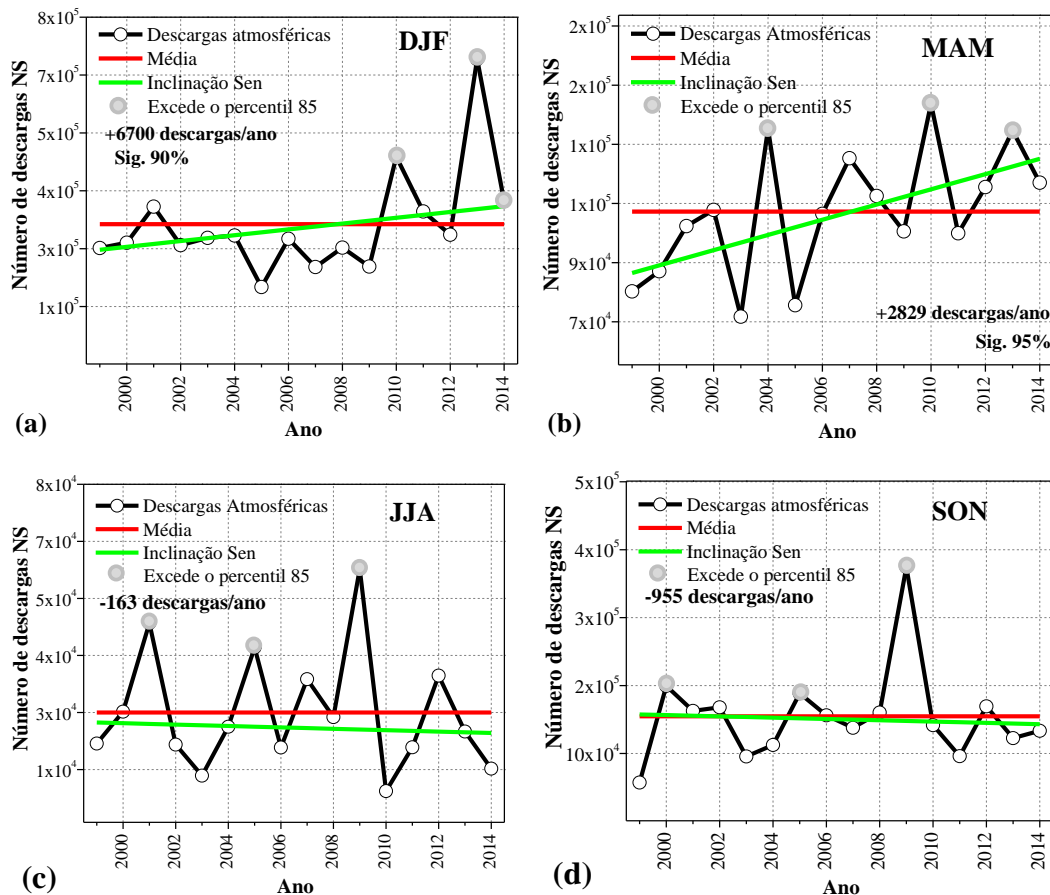 DJF
Descargas atmosféricas
Média
Inclinação Sen
Excede o percentil 85
+6700 descargas/ano
Sig. 90%
Número de descargas NS
8x10⁵
7x10⁵
5x10⁵
4x10⁵
3x10⁵
1x10⁵
2000
2002
2004
2006
2008
2010
2012
2014
Ano
(a)
MAM
Descargas Atmosféricas
Média
Inclinação Sen
Excede o percentil 85
+2829 descargas/ano
Sig. 95%
Número de descargas NS
2x10⁵
2x10⁵
1x10⁵
1x10⁵
9x10⁴
7x10⁴
2000
2002
2004
2006
2008
2010
2012
2014
Ano
(b)
JJA
Descargas Atmosféricas
Média
Inclinação Sen
Excede o percentil 85
-163 descargas/ano
Número de descargas NS
8x10⁴
7x10⁴
5x10⁴
4x10⁴
3x10⁴
1x10⁴
2000
2002
2004
2006
2008
2010
2012
2014
Ano
(c)
SON
Descargas atmosféricas
Média
Inclinação Sen
Excede o percentil 85
-955 descargas/ano
Número de descargas NS
5x10⁵
4x10⁵
3x10⁵
2x10⁵
10x10⁴
2000
2002
2004
2006
2008
2010
2012
2014
Ano
(d)